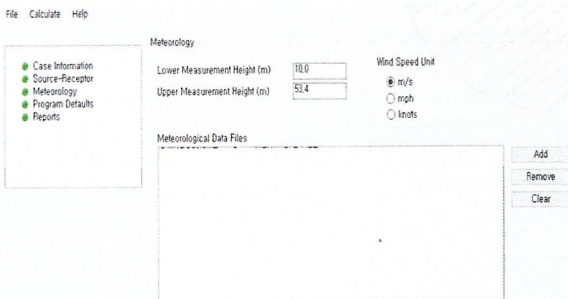 File Calculate Help
Meteorology
Case Information
Source-Receptor
Meteorology
Program Defaults
Reports
Lower Measurement Height (m) 10.0
Upper Measurement Height (m) 53.4
Wind Speed Unit
m/s
mph
knots
Meteorological Data Files
Add
Remove
Clear